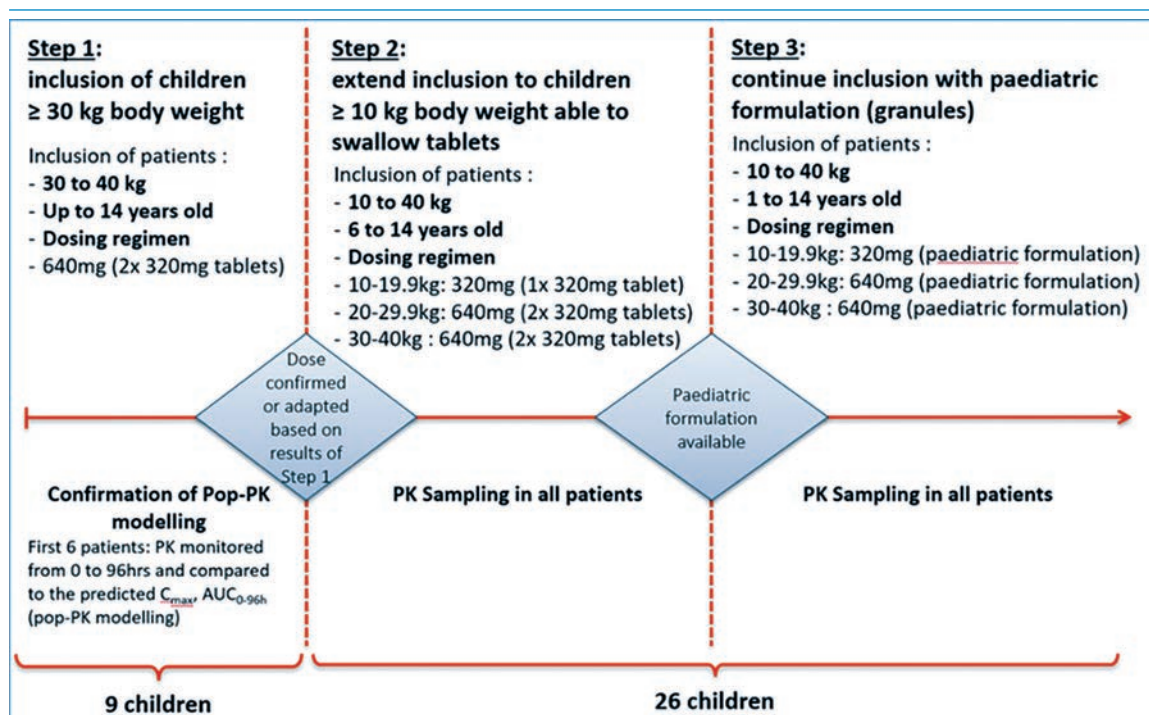 Step 1:
inclusion of children
≥ 30 kg body weight
Inclusion of patients :
- 30 to 40 kg
- Up to 14 years old
- Dosing regimen
- 640mg (2x 320mg tablets)
Step 2:
extend inclusion to children
≥ 10 kg body weight able to
swallow tablets
Inclusion of patients :
- 10 to 40 kg
- 6 to 14 years old
- Dosing regimen
- 10-19.9kg: 320mg (1x 320mg tablet)
- 20-29.9kg: 640mg (2x 320mg tablets)
- 30-40kg : 640mg (2x 320mg tablets)
Step 3:
continue inclusion with paediatric
formulation (granules)
Inclusion of patients :
- 10 to 40 kg
- 1 to 14 years old
- Dosing regimen
- 10-19.9kg: 320mg (paediatric formulation)
- 20-29.9kg: 640mg (paediatric formulation)
- 30-40kg : 640mg (paediatric formulation)
Dose
confirmed
or adapted
based on
results of
Step 1
Paediatric
formulation
available
Confirmation of Pop-PK
modelling
First 6 patients: PK monitored
from 0 to 96hrs and compared
to the predicted Cmax, AUC0-96h
(pop-PK modelling)
PK Sampling in all patients
PK Sampling in all patients
9 children
26 children